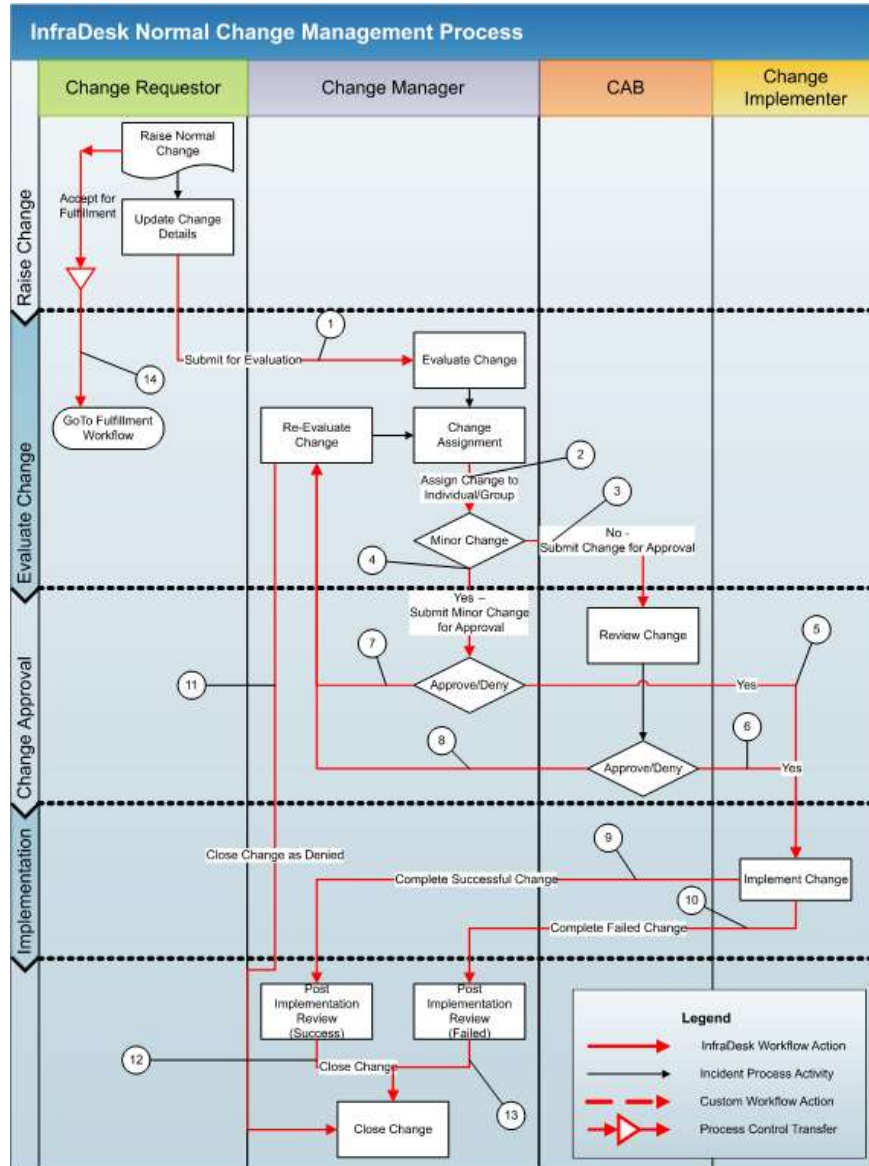 InfraDesk Normal Change Management Process
Change Requestor
Change Manager
CAB
Change
Implementer
Raise Change
Raise Normal
Change
Accept for
Fulfillment
Update Change
Details
Evaluate Change
1
Submit for Evaluation
Evaluate Change
14
GoTo Fulfillment
Workflow
Re-Evaluate
Change
Change
Assignment
2
Assign Change to
Individual/Group
3
No -
Submit Change for Approval
Minor Change
4
Change Approval
Yes –
Submit Minor Change
for Approval
Review Change
5
7
11
Approve/Deny
Yes
8
6
Approve/Deny
Yes
Implementation
9
Close Change as Denied
Complete Successful Change
Implement Change
10
Complete Failed Change
Post
Implementation
Review
(Success)
Post
Implementation
Review
(Failed)
12
Close Change
13
Close Change
Legend
InfraDesk Workflow Action
Incident Process Activity
Custom Workflow Action
Process Control Transfer